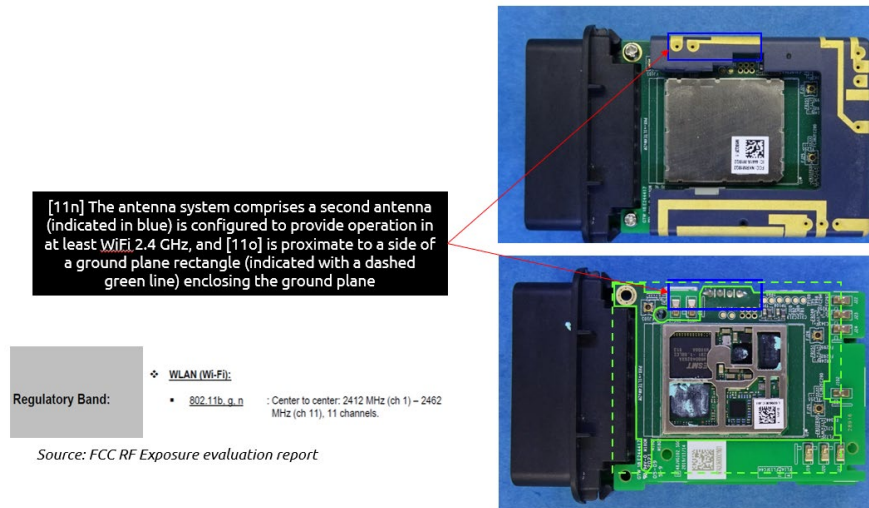 [11n] The antenna system comprises a second antenna
(indicated in blue) is configured to provide operation in
at least WiFi 2.4 GHz, and [11o] is proximate to a side of
a ground plane rectangle (indicated with a dashed
green line) enclosing the ground plane
Regulatory Band:
❖ WLAN (Wi-Fi):
▪ 802.11b, g, n : Center to center: 2412 MHz (ch 1) – 2462
MHz (ch 11), 11 channels.
Source: FCC RF Exposure evaluation report